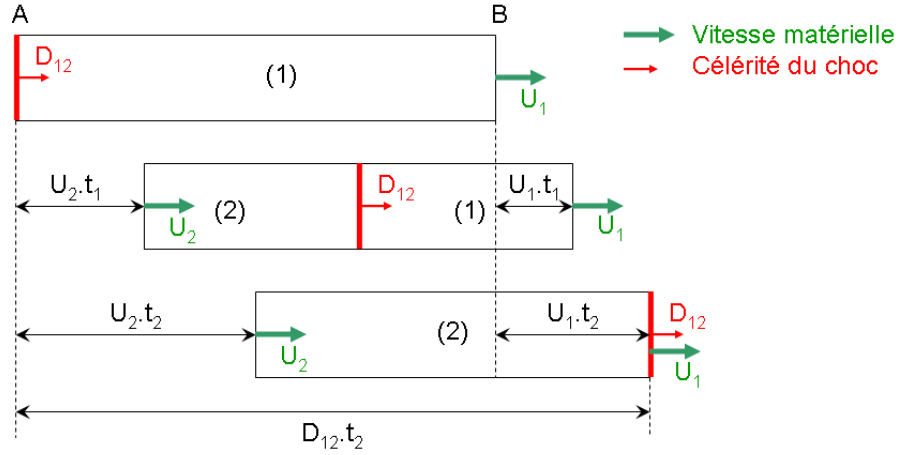 A B
D₁₂ (1) U₁
Vitesse matérielle
Célérité du choc
U₂.t₁ U₂ (2) D₁₂ (1) U₁.t₁ U₁
U₂.t₂ U₂ (2) U₁.t₂ D₁₂ U₁
D₁₂.t₂